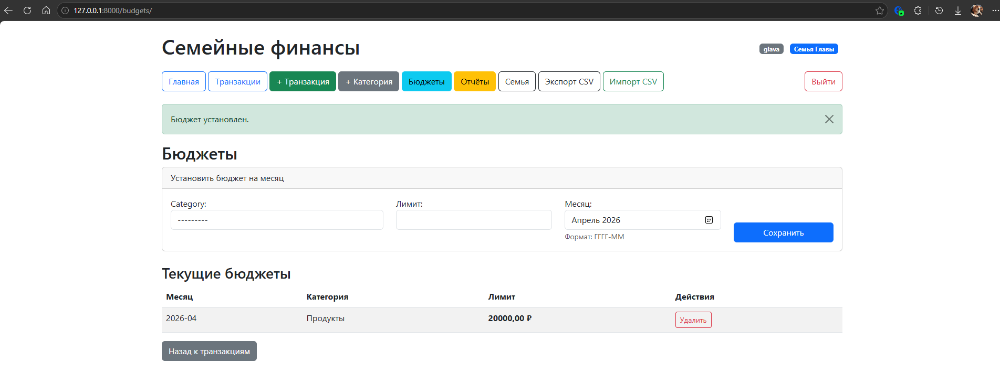 127.0.0.1:8000/budgets/
Семейные финансы
glava Семья Главы
Главная Транзакции + Транзакция + Категория Бюджеты Отчёты Семья Экспорт CSV Импорт CSV Выйти
Бюджет установлен.
Бюджеты
Установить бюджет на месяц
Category: Лимит: Месяц:
--------- Апрель 2026
Формат: ГГГГ-ММ
Сохранить
Текущие бюджеты
Месяц Категория Лимит Действия
2026-04 Продукты 20000,00 ₽ Удалить
Назад к транзакциям